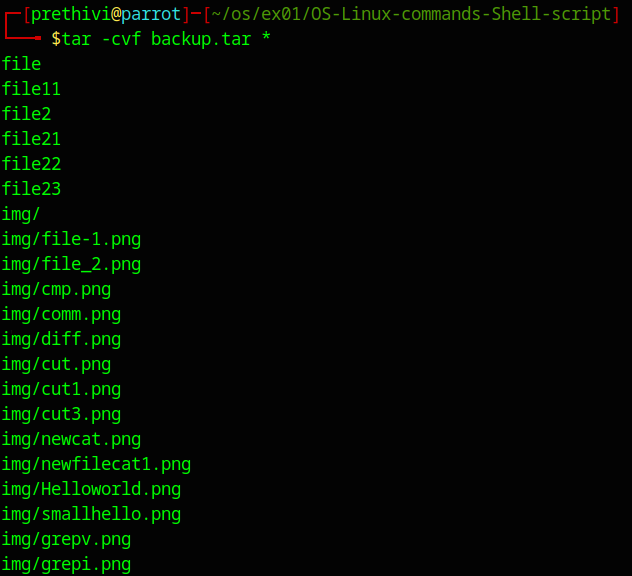 ┌─[prethivi@parrot]─[~/os/ex01/OS-Linux-commands-Shell-script]
└──╼ $tar -cvf backup.tar *
file
file11
file2
file21
file22
file23
img/
img/file-1.png
img/file_2.png
img/cmp.png
img/comm.png
img/diff.png
img/cut.png
img/cut1.png
img/cut3.png
img/newcat.png
img/newfilecat1.png
img/Helloworld.png
img/smallhello.png
img/grepv.png
img/grepi.png